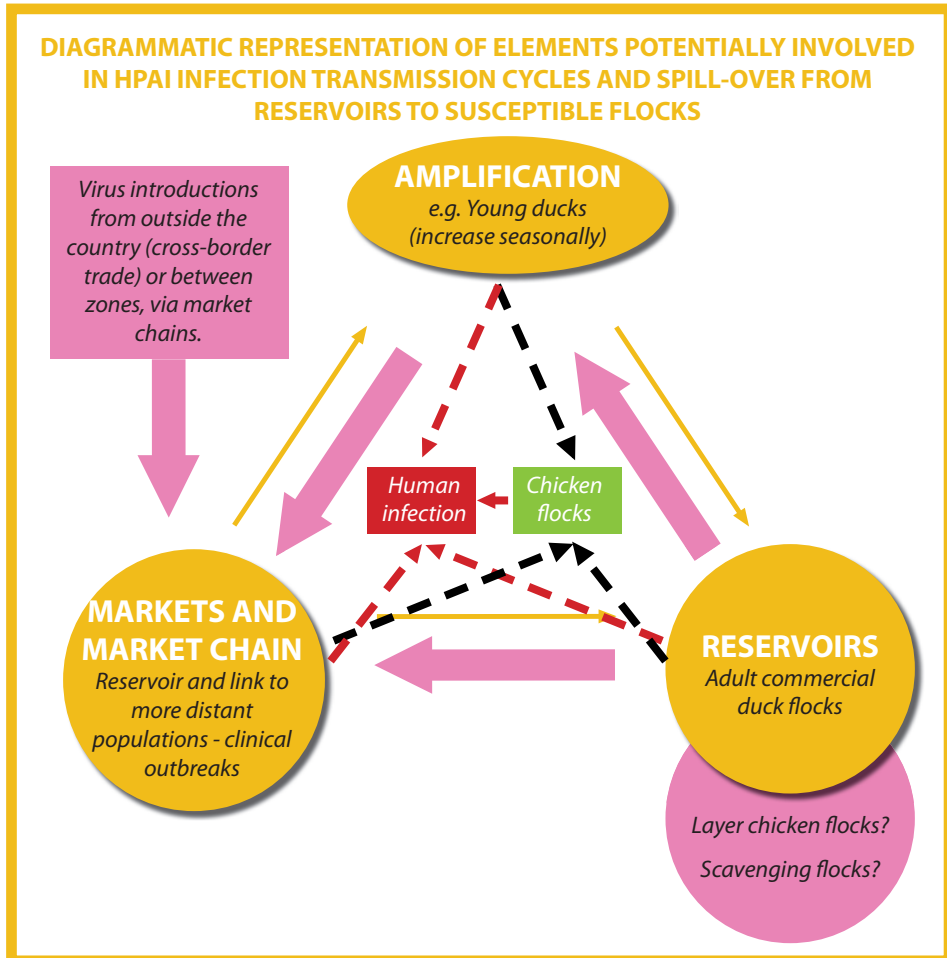 DIAGRAMMATIC REPRESENTATION OF ELEMENTS POTENTIALLY INVOLVED
IN HPAI INFECTION TRANSMISSION CYCLES AND SPILL-OVER FROM
RESERVOIRS TO SUSCEPTIBLE FLOCKS
Virus introductions
from outside the
country (cross-border
trade) or between
zones, via market
chains.
AMPLIFICATION
e.g. Young ducks
(increase seasonally)
Human
infection
Chicken
flocks
MARKETS AND
MARKET CHAIN
Reservoir and link to
more distant
populations - clinical
outbreaks
RESERVOIRS
Adult commercial
duck flocks
Layer chicken flocks?
Scavenging flocks?